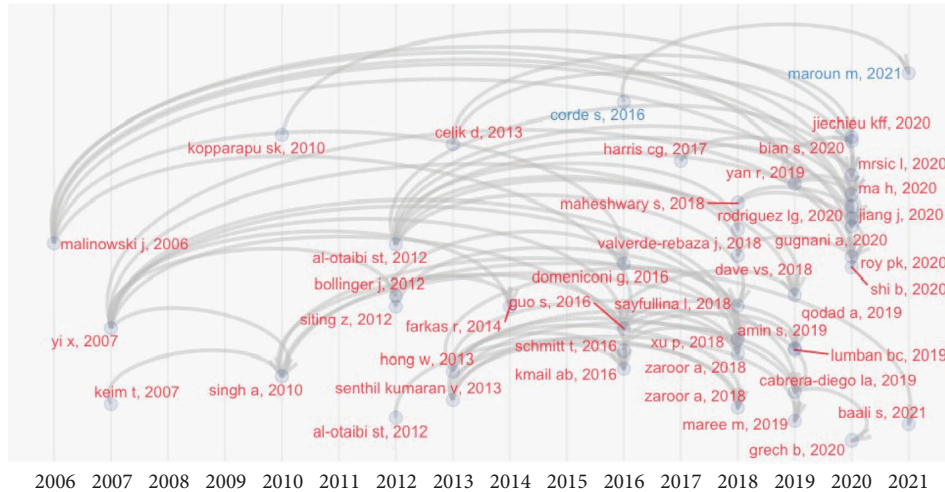 maroun m, 2021
corde s, 2016
jiechieu kff, 2020
celik d, 2013
kopparapu sk, 2010
harris cg, 2017
bian s, 2020
mrsic l, 2020
yan r, 2019
ma h, 2020
maheshwary s, 2018
rodriguez lg, 2020
jiang j, 2020
malinowski j, 2006
valverde-rebaza j, 2018
gugnani a, 2020
al-otaibi st, 2012
roy pk, 2020
dave vs, 2018
domeniconi g, 2016
bollinger j, 2012
shi b, 2020
guo s, 2016
sayfullina l, 2018
qodad a, 2019
siting z, 2012
farkas r, 2014
amin s, 2019
yi x, 2007
xu p, 2018
schmitt t, 2016
lumban bc, 2019
hong w, 2013
zaroor a, 2018
kmail ab, 2016
cabrera-diego la, 2019
keim t, 2007
singh a, 2010
senthil kumaran v, 2013
zaroor a, 2018
baali s, 2021
al-otaibi st, 2012
maree m, 2019
grech b, 2020
2006 2007 2008 2009 2010 2011 2012 2013 2014 2015 2016 2017 2018 2019 2020 2021